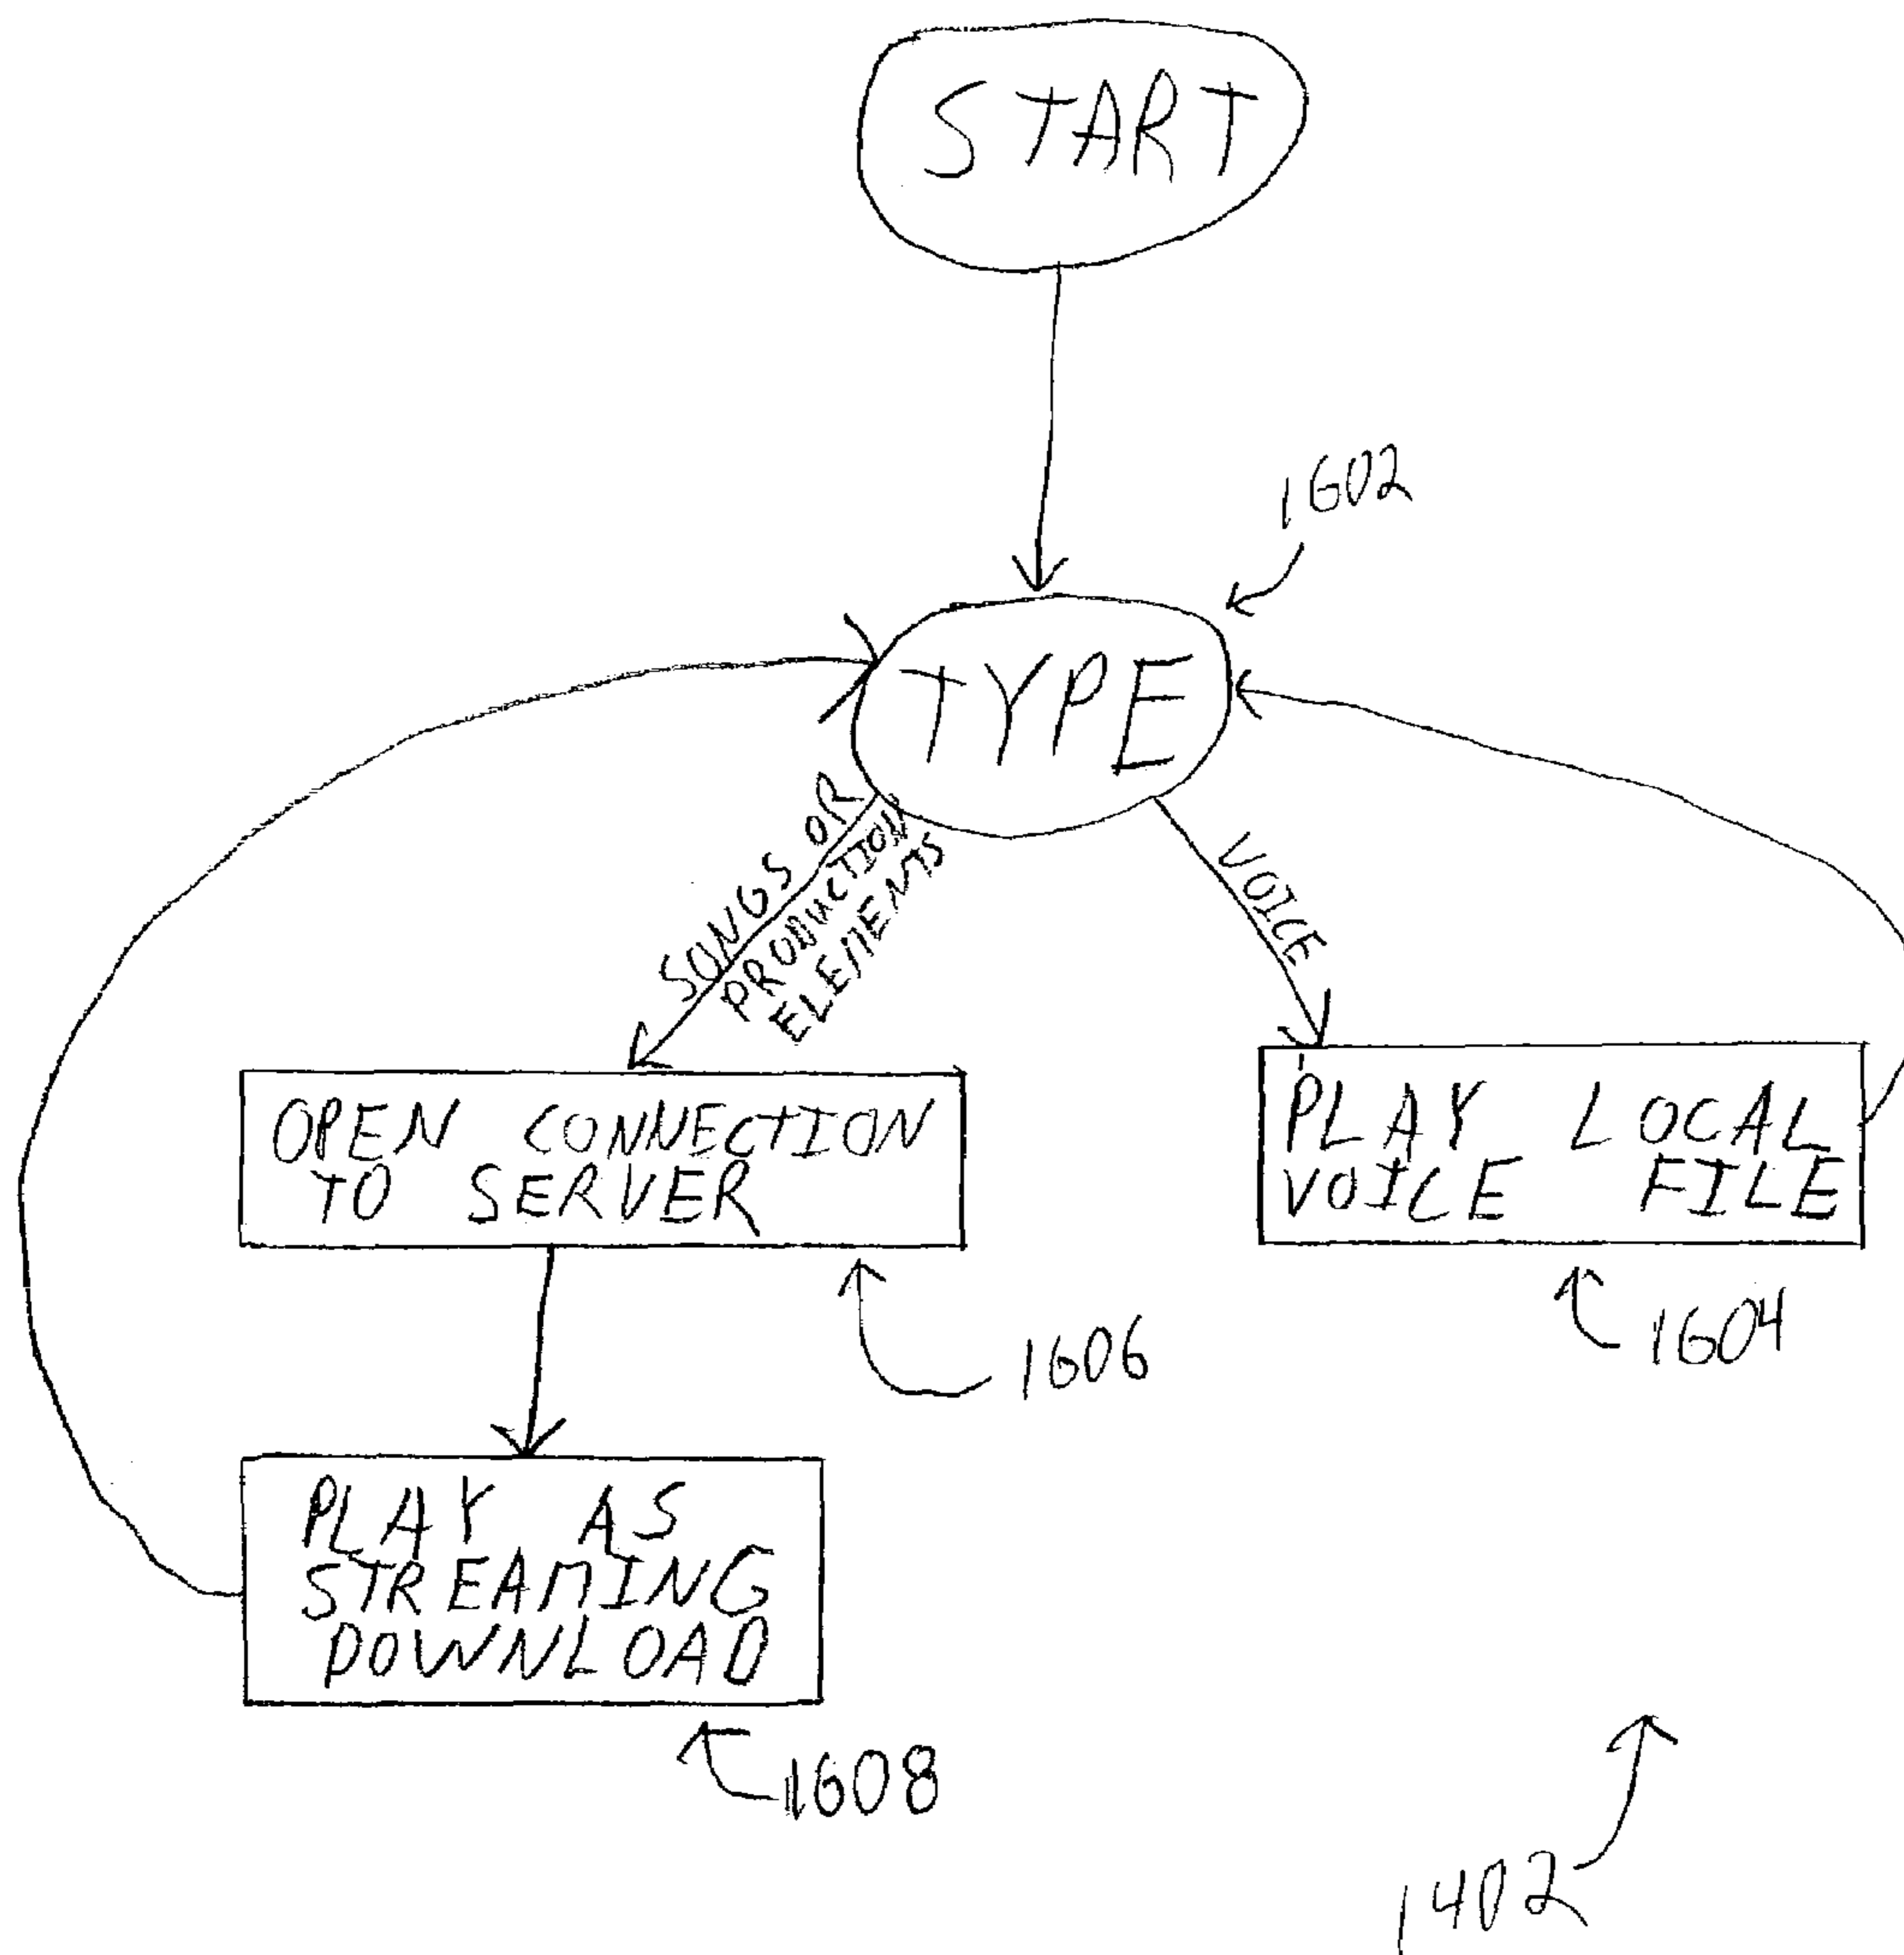 START
1602
TYPE
SONGS OR
PRODUCTION
ELEMENTS
VOICE
OPEN CONNECTION
TO SERVER
PLAY LOCAL
VOICE FILE
1606
1604
PLAY AS
STREAMING
DOWNLOAD
1608
1402